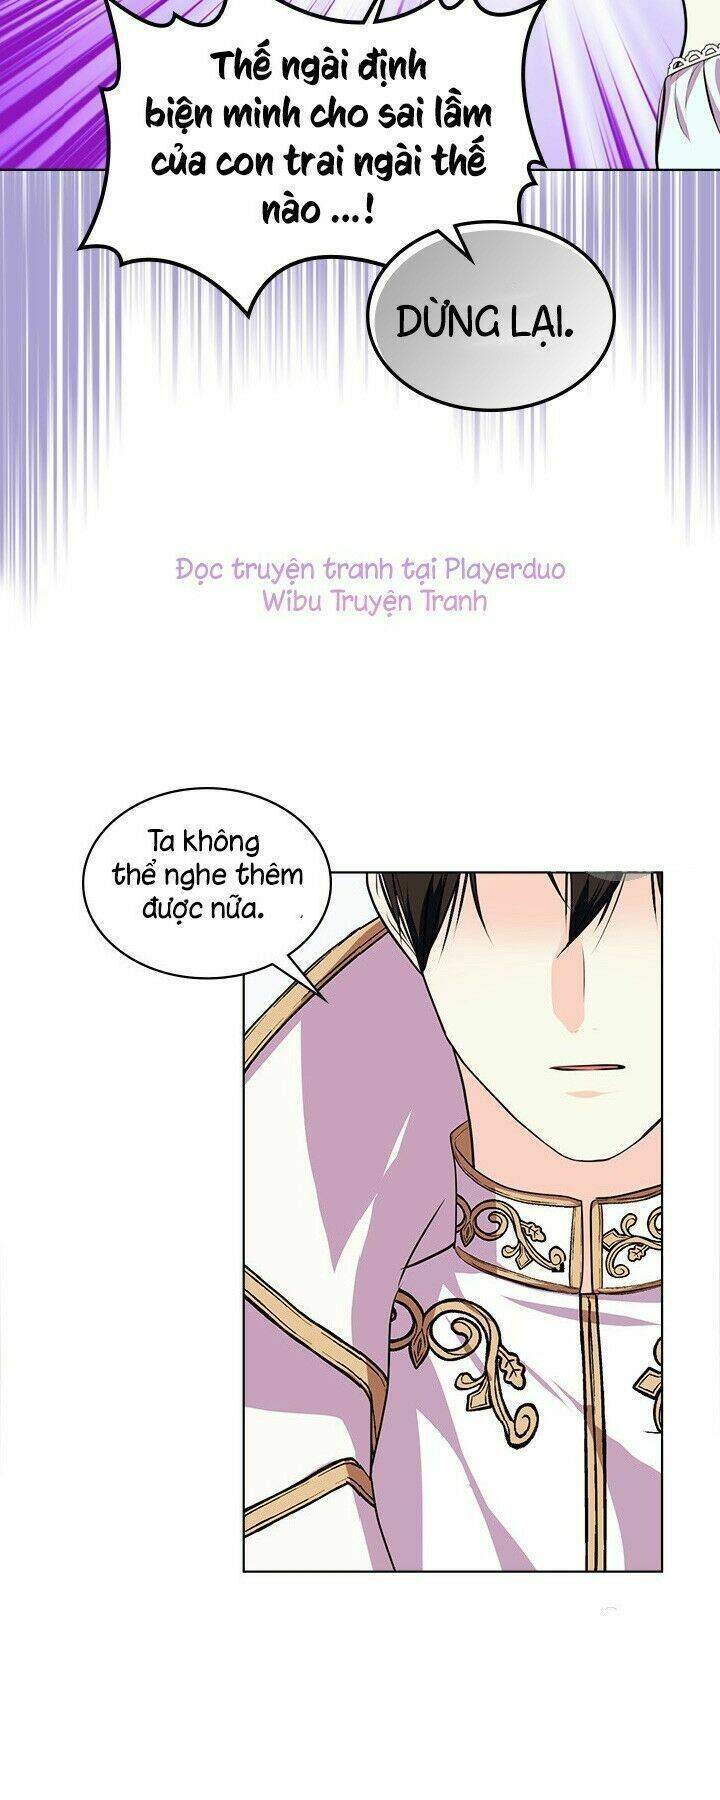 Thế ngài định
biện minh cho sai lầm
của con trai ngài thế
nào ...!
DỪNG LẠI.
Đọc truyện tranh tại Playerduo
Wibu Truyện Tranh
Ta không
thể nghe thêm
được nữa.